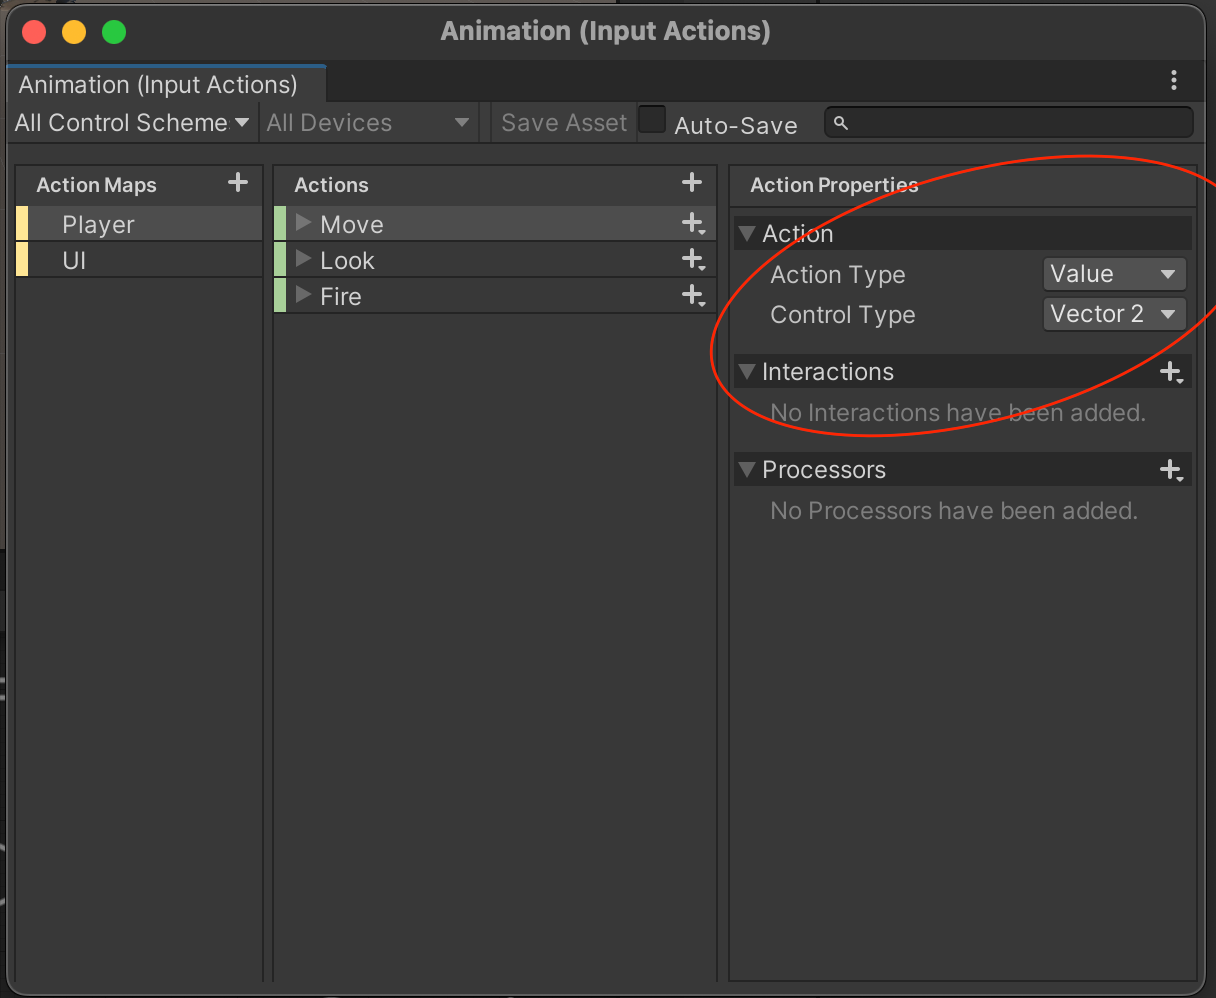 Animation (Input Actions)
Animation (Input Actions)
All Control Scheme
All Devices
Save Asset
Auto-Save
Action Maps
Player
UI
Actions
Move
Look
Fire
Action Properties
Action
Action Type
Value
Control Type
Vector 2
Interactions
No Interactions have been added.
Processors
No Processors have been added.